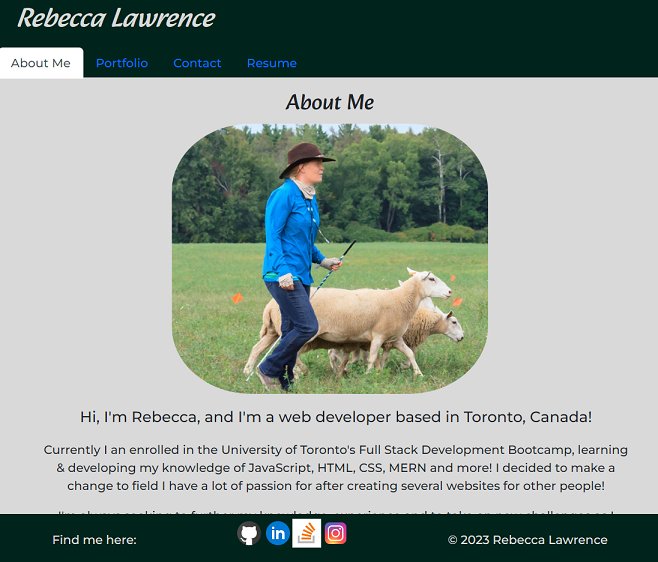 Rebecca Lawrence
About Me Portfolio Contact Resume
About Me
Hi, I'm Rebecca, and I'm a web developer based in Toronto, Canada!
Currently I an enrolled in the University of Toronto's Full Stack Development Bootcamp, learning
& developing my knowledge of JavaScript, HTML, CSS, MERN and more! I decided to make a
change to field I have a lot of passion for after creating several websites for other people!
Find me here:
in
© 2023 Rebecca Lawrence